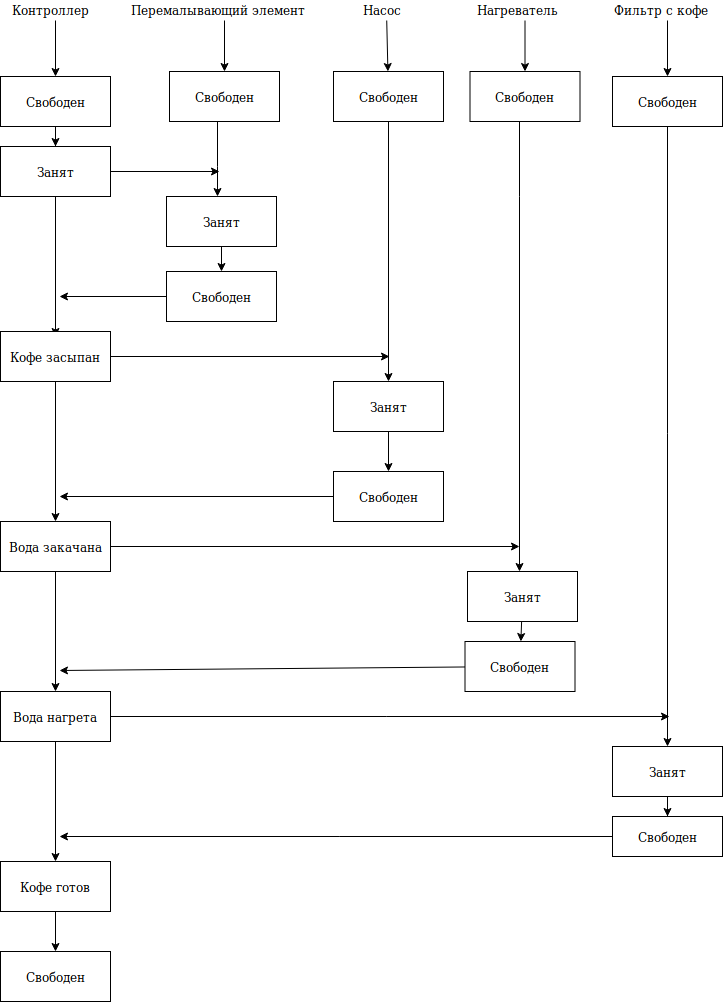 Контроллер
Перемалывающий элемент
Насос
Нагреватель
Фильтр с кофе
Свободен
Свободен
Свободен
Свободен
Свободен
Занят
Занят
Свободен
Кофе засыпан
Занят
Свободен
Вода закачана
Занят
Свободен
Вода нагрета
Занят
Свободен
Кофе готов
Свободен